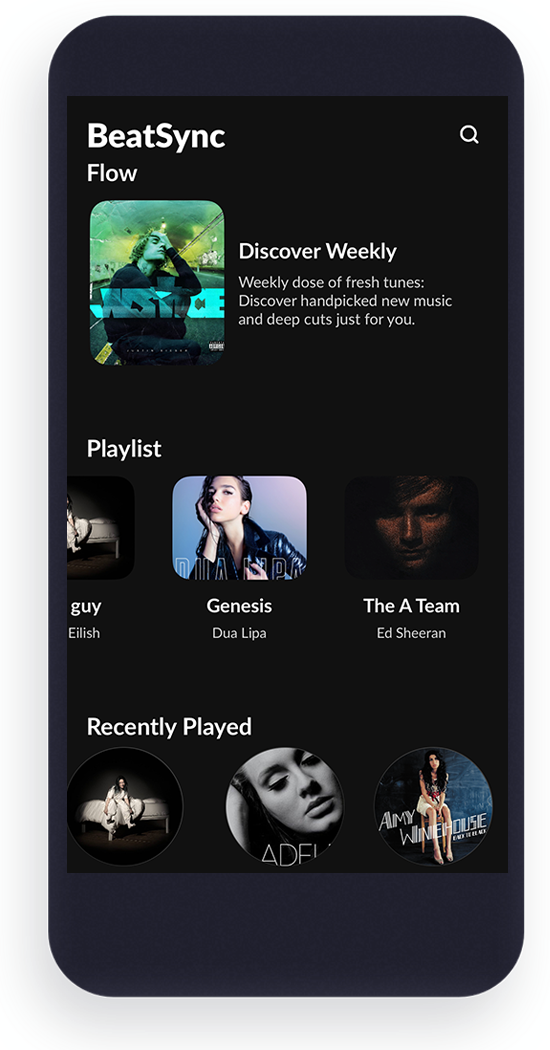 BeatSync
Flow
JUSTICE
JUSTIN BIEBER
Discover Weekly
Weekly dose of fresh tunes:
Discover handpicked new music
and deep cuts just for you.
Playlist
DUA LIPA
guy
Genesis
The A Team
Eilish
Dua Lipa
Ed Sheeran
Recently Played
ADEL
AMY
WINEHOUSE
BACK TO BLACK